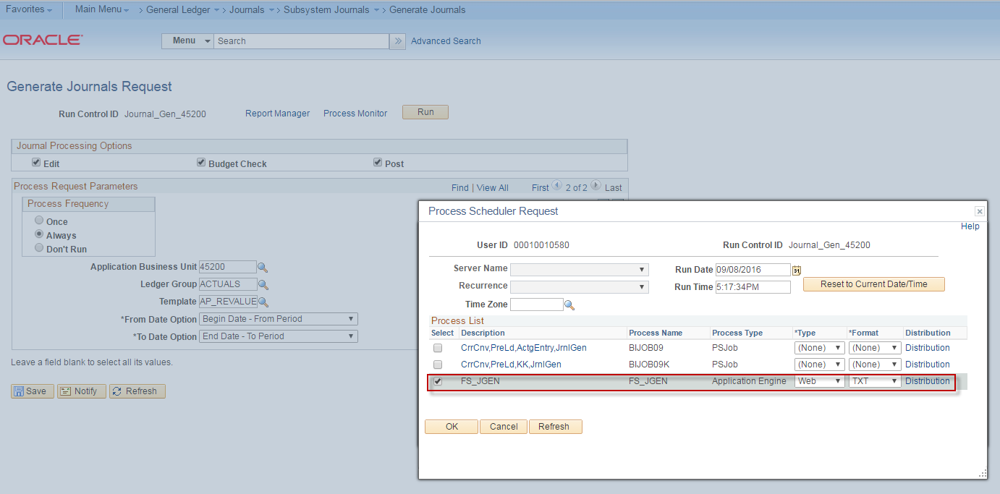 Favorites Main Menu > General Ledger > Journals > Subsystem Journals > Generate Journals
ORACLE
Menu Search Advanced Search
Generate Journals Request
Run Control ID Journal_Gen_45200 Report Manager Process Monitor Run
Journal Processing Options
Edit Budget Check Post
Process Request Parameters Find | View All First 2 of 2 Last
Process Frequency
Once
Always
Don't Run
Application Business Unit 45200
Ledger Group ACTUALS
Template AP_REVALUE
*From Date Option Begin Date - From Period
*To Date Option End Date - To Period
Leave a field blank to select all its values.
Save Notify Refresh
Process Scheduler Request
Help
User ID 00010010580 Run Control ID Journal_Gen_45200
Server Name Run Date 09/08/2016 31
Recurrence Run Time 5:17:34PM Reset to Current Date/Time
Time Zone
Process List
Select Description Process Name Process Type *Type *Format Distribution
CrrCnv,PreLd,ActgEntry,JrnlGen BIJOB09 PSJob (None) (None) Distribution
CrrCnv,PreLd,KK,JrnlGen BIJOB09K PSJob (None) (None) Distribution
FS_JGEN FS_JGEN Application Engine Web TXT Distribution
OK Cancel Refresh